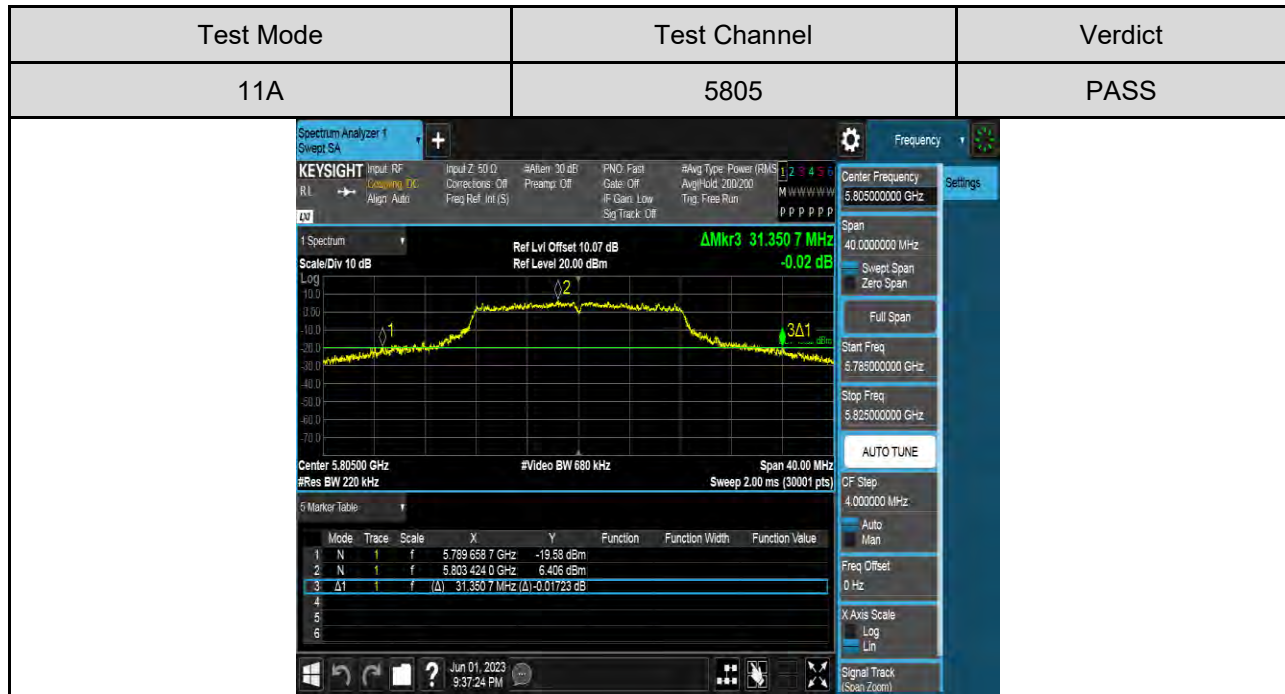 Test Mode Test Channel Verdict
11A 5805 PASS
Spectrum Analyzer 1
Swept SA
+
Frequency
KEYSIGHT
RL
LXI
Input: RF
Coupling: DC
Align: Auto
Input Z: 50 Ω
Corrections: Off
Freq Ref: Int (S)
#Atten: 30 dB
Preamp: Off
PNO: Fast
Gate: Off
IF Gain: Low
Sig Track: Off
#Avg Type: Power (RMS
Avg|Hold: 200/200
Trig: Free Run
1 2 3 4 5 6
M W W W W W
P P P P P P
Settings
1 Spectrum
Scale/Div 10 dB
Ref Lvl Offset 10.07 dB
Ref Level 20.00 dBm
ΔMkr3 31.350 7 MHz
-0.02 dB
Log
10.0
0.00
-10.0
-20.0
-30.0
-40.0
-50.0
-60.0
-70.0
1
2
3Δ1
dBm
Center 5.80500 GHz
#Res BW 220 kHz
#Video BW 680 kHz
Span 40.00 MHz
Sweep 2.00 ms (30001 pts)
5 Marker Table
Mode Trace Scale X Y Function Function Width Function Value
1 N 1 f 5.789 658 7 GHz -19.58 dBm
2 N 1 f 5.803 424 0 GHz 6.406 dBm
3 Δ1 1 f (Δ) 31.350 7 MHz (Δ) -0.01723 dB
4
5
6
Center Frequency
5.805000000 GHz
Span
40.0000000 MHz
Swept Span
Zero Span
Full Span
Start Freq
5.785000000 GHz
Stop Freq
5.825000000 GHz
AUTO TUNE
CF Step
4.000000 MHz
Auto
Man
Freq Offset
0 Hz
X Axis Scale
Log
Lin
Signal Track
(Span Zoom)
?
Jun 01, 2023
9:37:24 PM